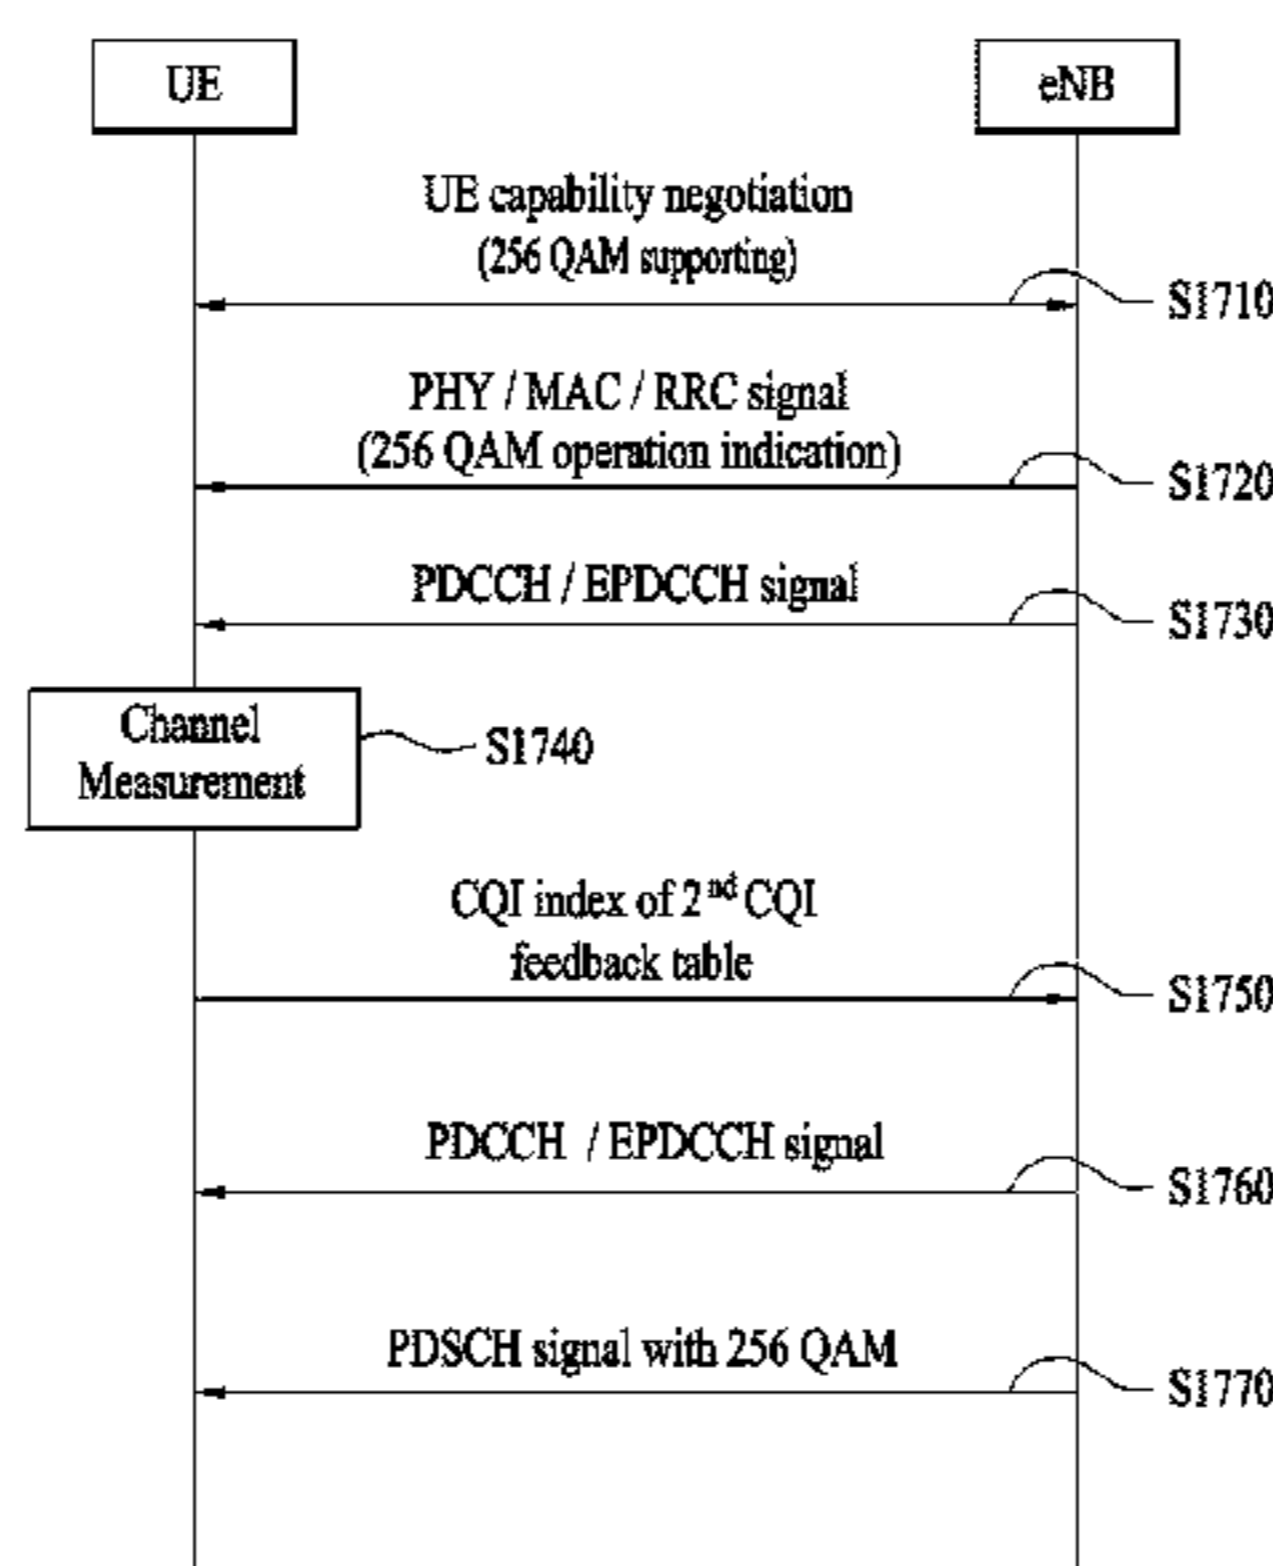 UE
eNB
UE capability negotiation
(256 QAM supporting)
S1710
PHY / MAC / RRC signal
(256 QAM operation indication)
S1720
PDCCH / EPDCCH signal
S1730
Channel
Measurement
S1740
CQI index of 2nd CQI
feedback table
S1750
PDCCH / EPDCCH signal
S1760
PDSCH signal with 256 QAM
S1770